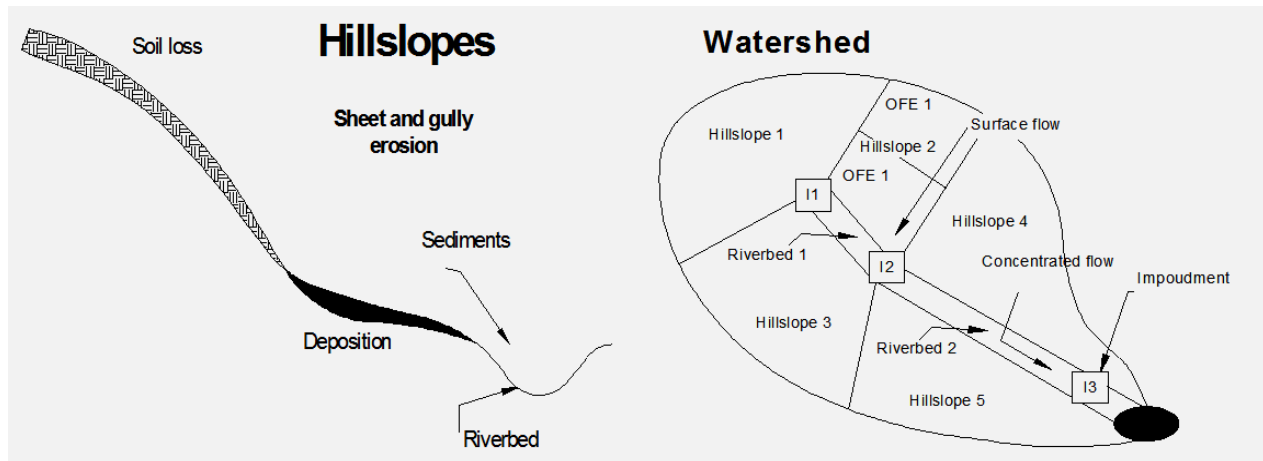 Soil loss
Hillslopes
Sheet and gully
erosion
Sediments
Deposition
Riverbed
Watershed
OFE 1
Surface flow
Hillslope 1
Hillslope 2
OFE 1
I1
Hillslope 4
Riverbed 1
I2
Concentrated flow
Impoudment
Hillslope 3
Riverbed 2
I3
Hillslope 5